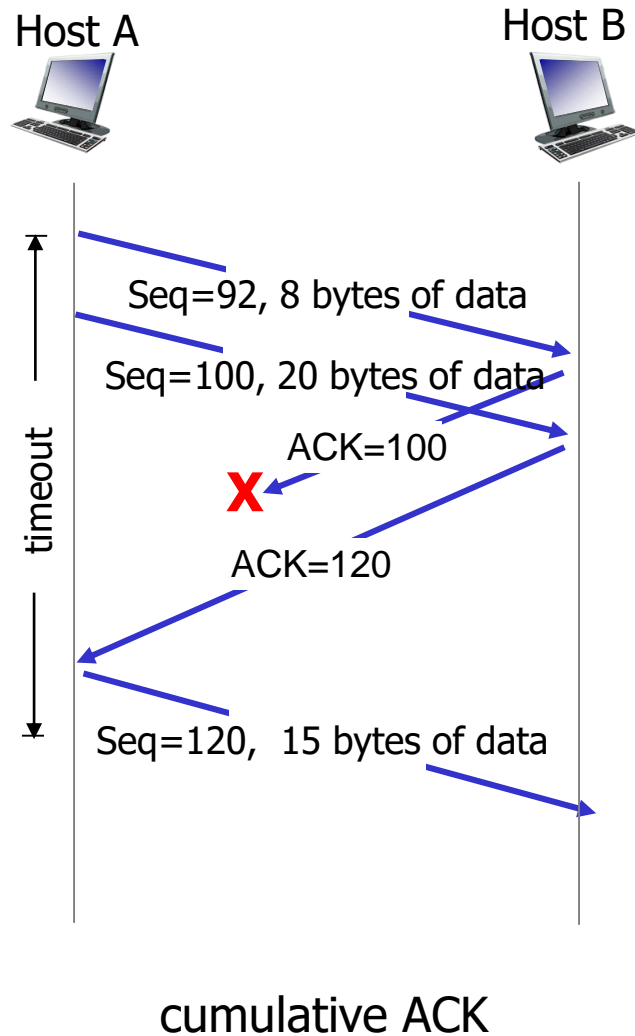 Host A
Host B
Seq=92, 8 bytes of data
Seq=100, 20 bytes of data
ACK=100
X
timeout
ACK=120
Seq=120,  15 bytes of data
cumulative ACK